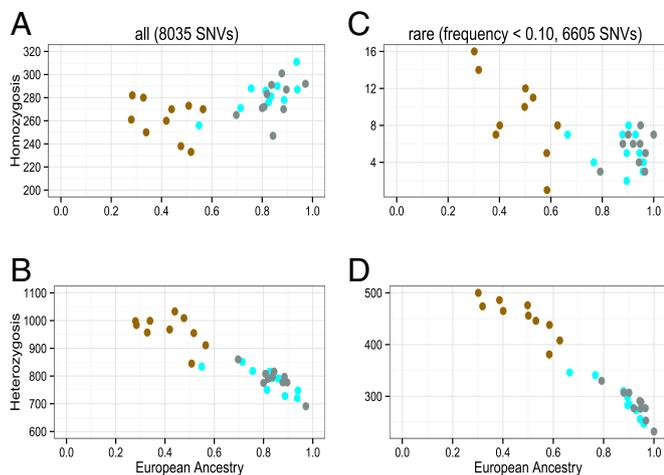 A
all (8035 SNVs)
Homozygosis
320
300
280
260
240
220
200
0.0 0.2 0.4 0.6 0.8 1.0
C
rare (frequency < 0.10, 6605 SNVs)
16
12
8
4
0.0 0.2 0.4 0.6 0.8 1.0
B
Heterozygosis
1100
1000
900
800
700
600
0.0 0.2 0.4 0.6 0.8 1.0
European Ancestry
D
500
400
300
0.0 0.2 0.4 0.6 0.8 1.0
European Ancestry